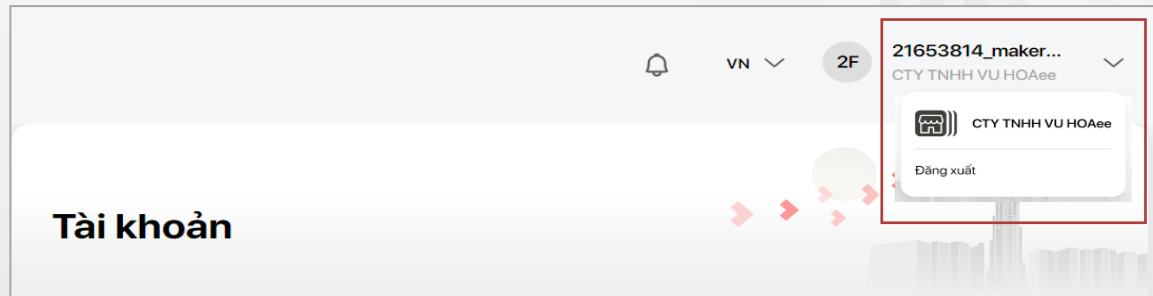 VN
2F
21653814_maker...
CTY TNHH VU HOAee
CTY TNHH VU HOAee
Đăng xuất
Tài khoản